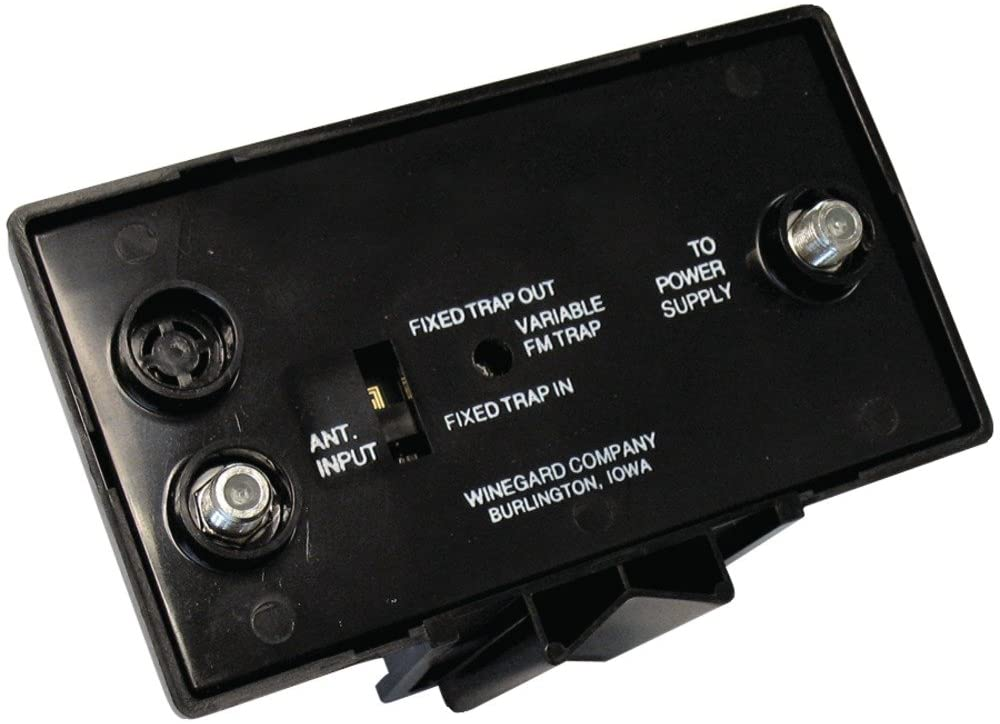 FIXED TRAP OUT
VARIABLE
FM TRAP
TO
POWER
SUPPLY
FIXED TRAP IN
ANT.
INPUT
WINEGARD COMPANY
BURLINGTON, IOWA